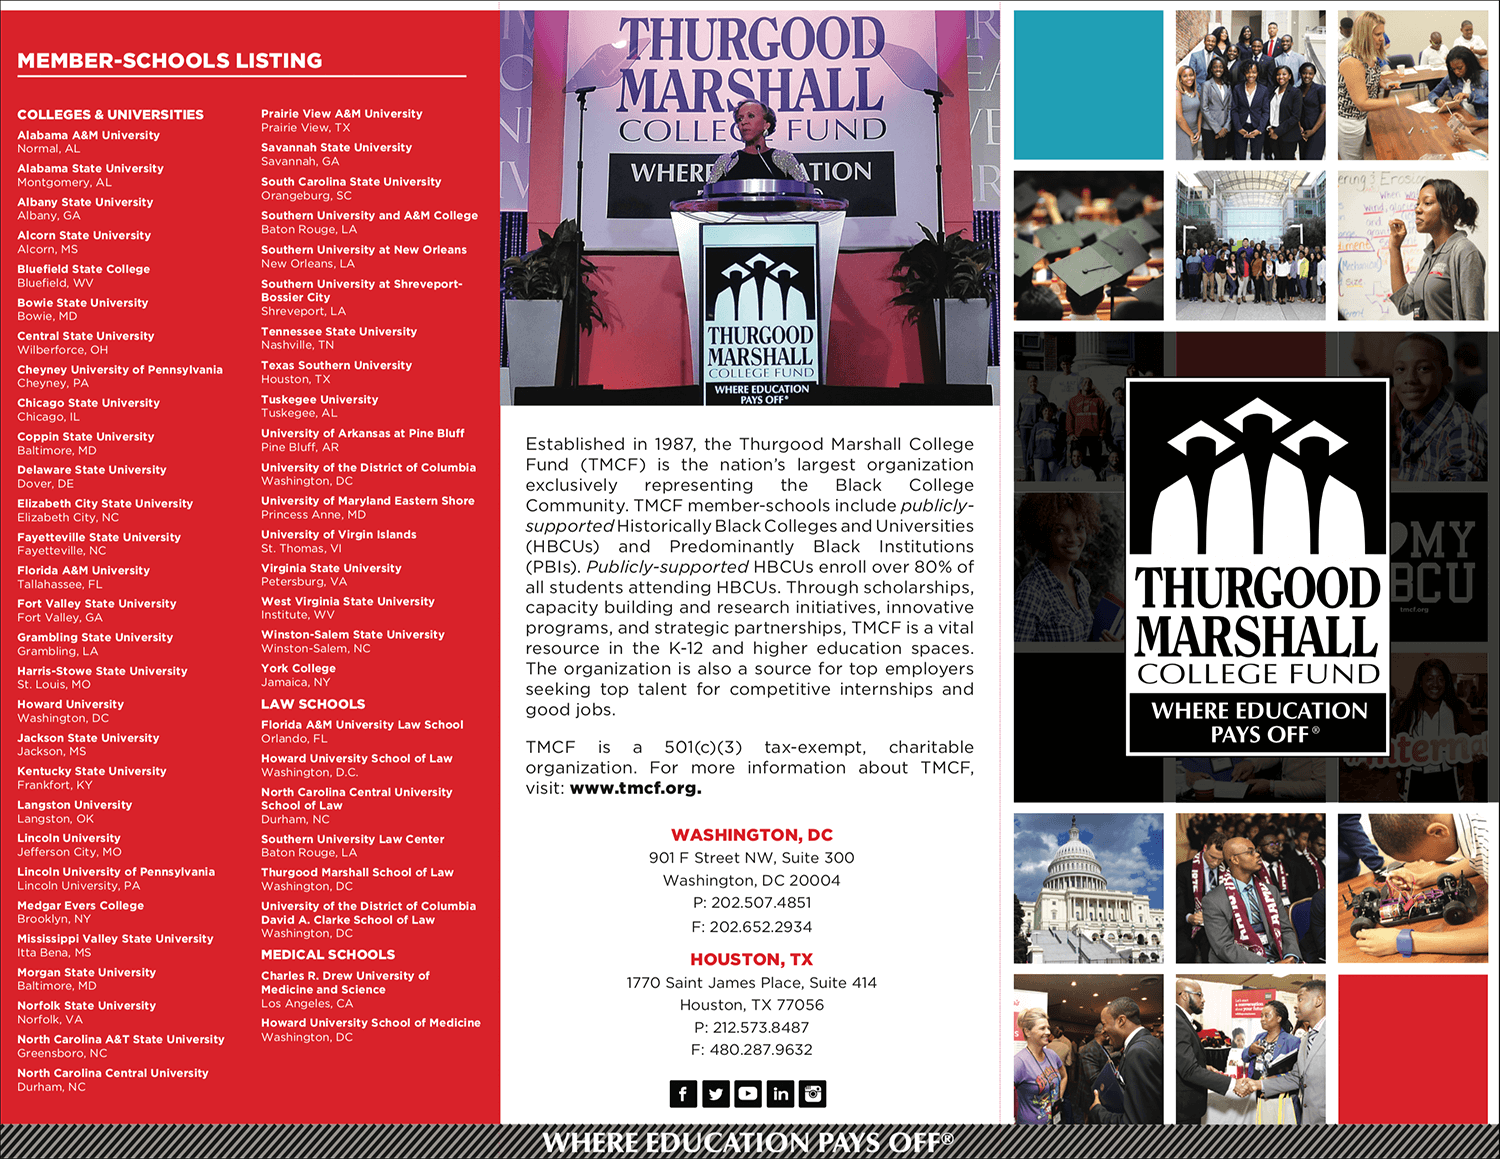 MEMBER-SCHOOLS LISTING
COLLEGES & UNIVERSITIES
Alabama A&M University
Normal, AL
Alabama State University
Montgomery, AL
Albany State University
Albany, GA
Alcorn State University
Alcorn, MS
Bluefield State College
Bluefield, WV
Bowie State University
Bowie, MD
Central State University
Wilberforce, OH
Cheyney University of Pennsylvania
Cheyney, PA
Chicago State University
Chicago, IL
Coppin State University
Baltimore, MD
Delaware State University
Dover, DE
Elizabeth City State University
Elizabeth City, NC
Fayetteville State University
Fayetteville, NC
Florida A&M University
Tallahassee, FL
Fort Valley State University
Fort Valley, GA
Grambling State University
Grambling, LA
Harris-Stowe State University
St. Louis, MO
Howard University
Washington, DC
Jackson State University
Jackson, MS
Kentucky State University
Frankfort, KY
Langston University
Langston, OK
Lincoln University
Jefferson City, MO
Lincoln University of Pennsylvania
Lincoln University, PA
Medgar Evers College
Brooklyn, NY
Mississippi Valley State University
Itta Bena, MS
Morgan State University
Baltimore, MD
Norfolk State University
Norfolk, VA
North Carolina A&T State University
Greensboro, NC
North Carolina Central University
Durham, NC
Prairie View A&M University
Prairie View, TX
Savannah State University
Savannah, GA
South Carolina State University
Orangeburg, SC
Southern University and A&M College
Baton Rouge, LA
Southern University at New Orleans
New Orleans, LA
Southern University at Shreveport-
Bossier City
Shreveport, LA
Tennessee State University
Nashville, TN
Texas Southern University
Houston, TX
Tuskegee University
Tuskegee, AL
University of Arkansas at Pine Bluff
Pine Bluff, AR
University of the District of Columbia
Washington, DC
University of Maryland Eastern Shore
Princess Anne, MD
University of Virgin Islands
St. Thomas, VI
Virginia State University
Petersburg, VA
West Virginia State University
Institute, WV
Winston-Salem State University
Winston-Salem, NC
York College
Jamaica, NY
LAW SCHOOLS
Florida A&M University Law School
Orlando, FL
Howard University School of Law
Washington, D.C.
North Carolina Central University
School of Law
Durham, NC
Southern University Law Center
Baton Rouge, LA
Thurgood Marshall School of Law
Washington, DC
University of the District of Columbia
David A. Clarke School of Law
Washington, DC
MEDICAL SCHOOLS
Charles R. Drew University of
Medicine and Science
Los Angeles, CA
Howard University School of Medicine
Washington, DC
THURGOOD
MARSHALL
COLLEGE FUND
WHERE EDUCATION
THURGOOD
MARSHALL
COLLEGE FUND
WHERE EDUCATION
PAYS OFF®
Established in 1987, the Thurgood Marshall College
Fund (TMCF) is the nation's largest organization
exclusively representing the Black College
Community. TMCF member-schools include publicly-
supported Historically Black Colleges and Universities
(HBCUs) and Predominantly Black Institutions
(PBIs). Publicly-supported HBCUs enroll over 80% of
all students attending HBCUs. Through scholarships,
capacity building and research initiatives, innovative
programs, and strategic partnerships, TMCF is a vital
resource in the K-12 and higher education spaces.
The organization is also a source for top employers
seeking top talent for competitive internships and
good jobs.
TMCF is a 501(c)(3) tax-exempt, charitable
organization. For more information about TMCF,
visit: www.tmcf.org.
WASHINGTON, DC
901 F Street NW, Suite 300
Washington, DC 20004
P: 202.507.4851
F: 202.652.2934
HOUSTON, TX
1770 Saint James Place, Suite 414
Houston, TX 77056
P: 212.573.8487
F: 480.287.9632
MY
HBCU
tmcf.org
THURGOOD
MARSHALL
COLLEGE FUND
WHERE EDUCATION
PAYS OFF®
WHERE EDUCATION PAYS OFF®